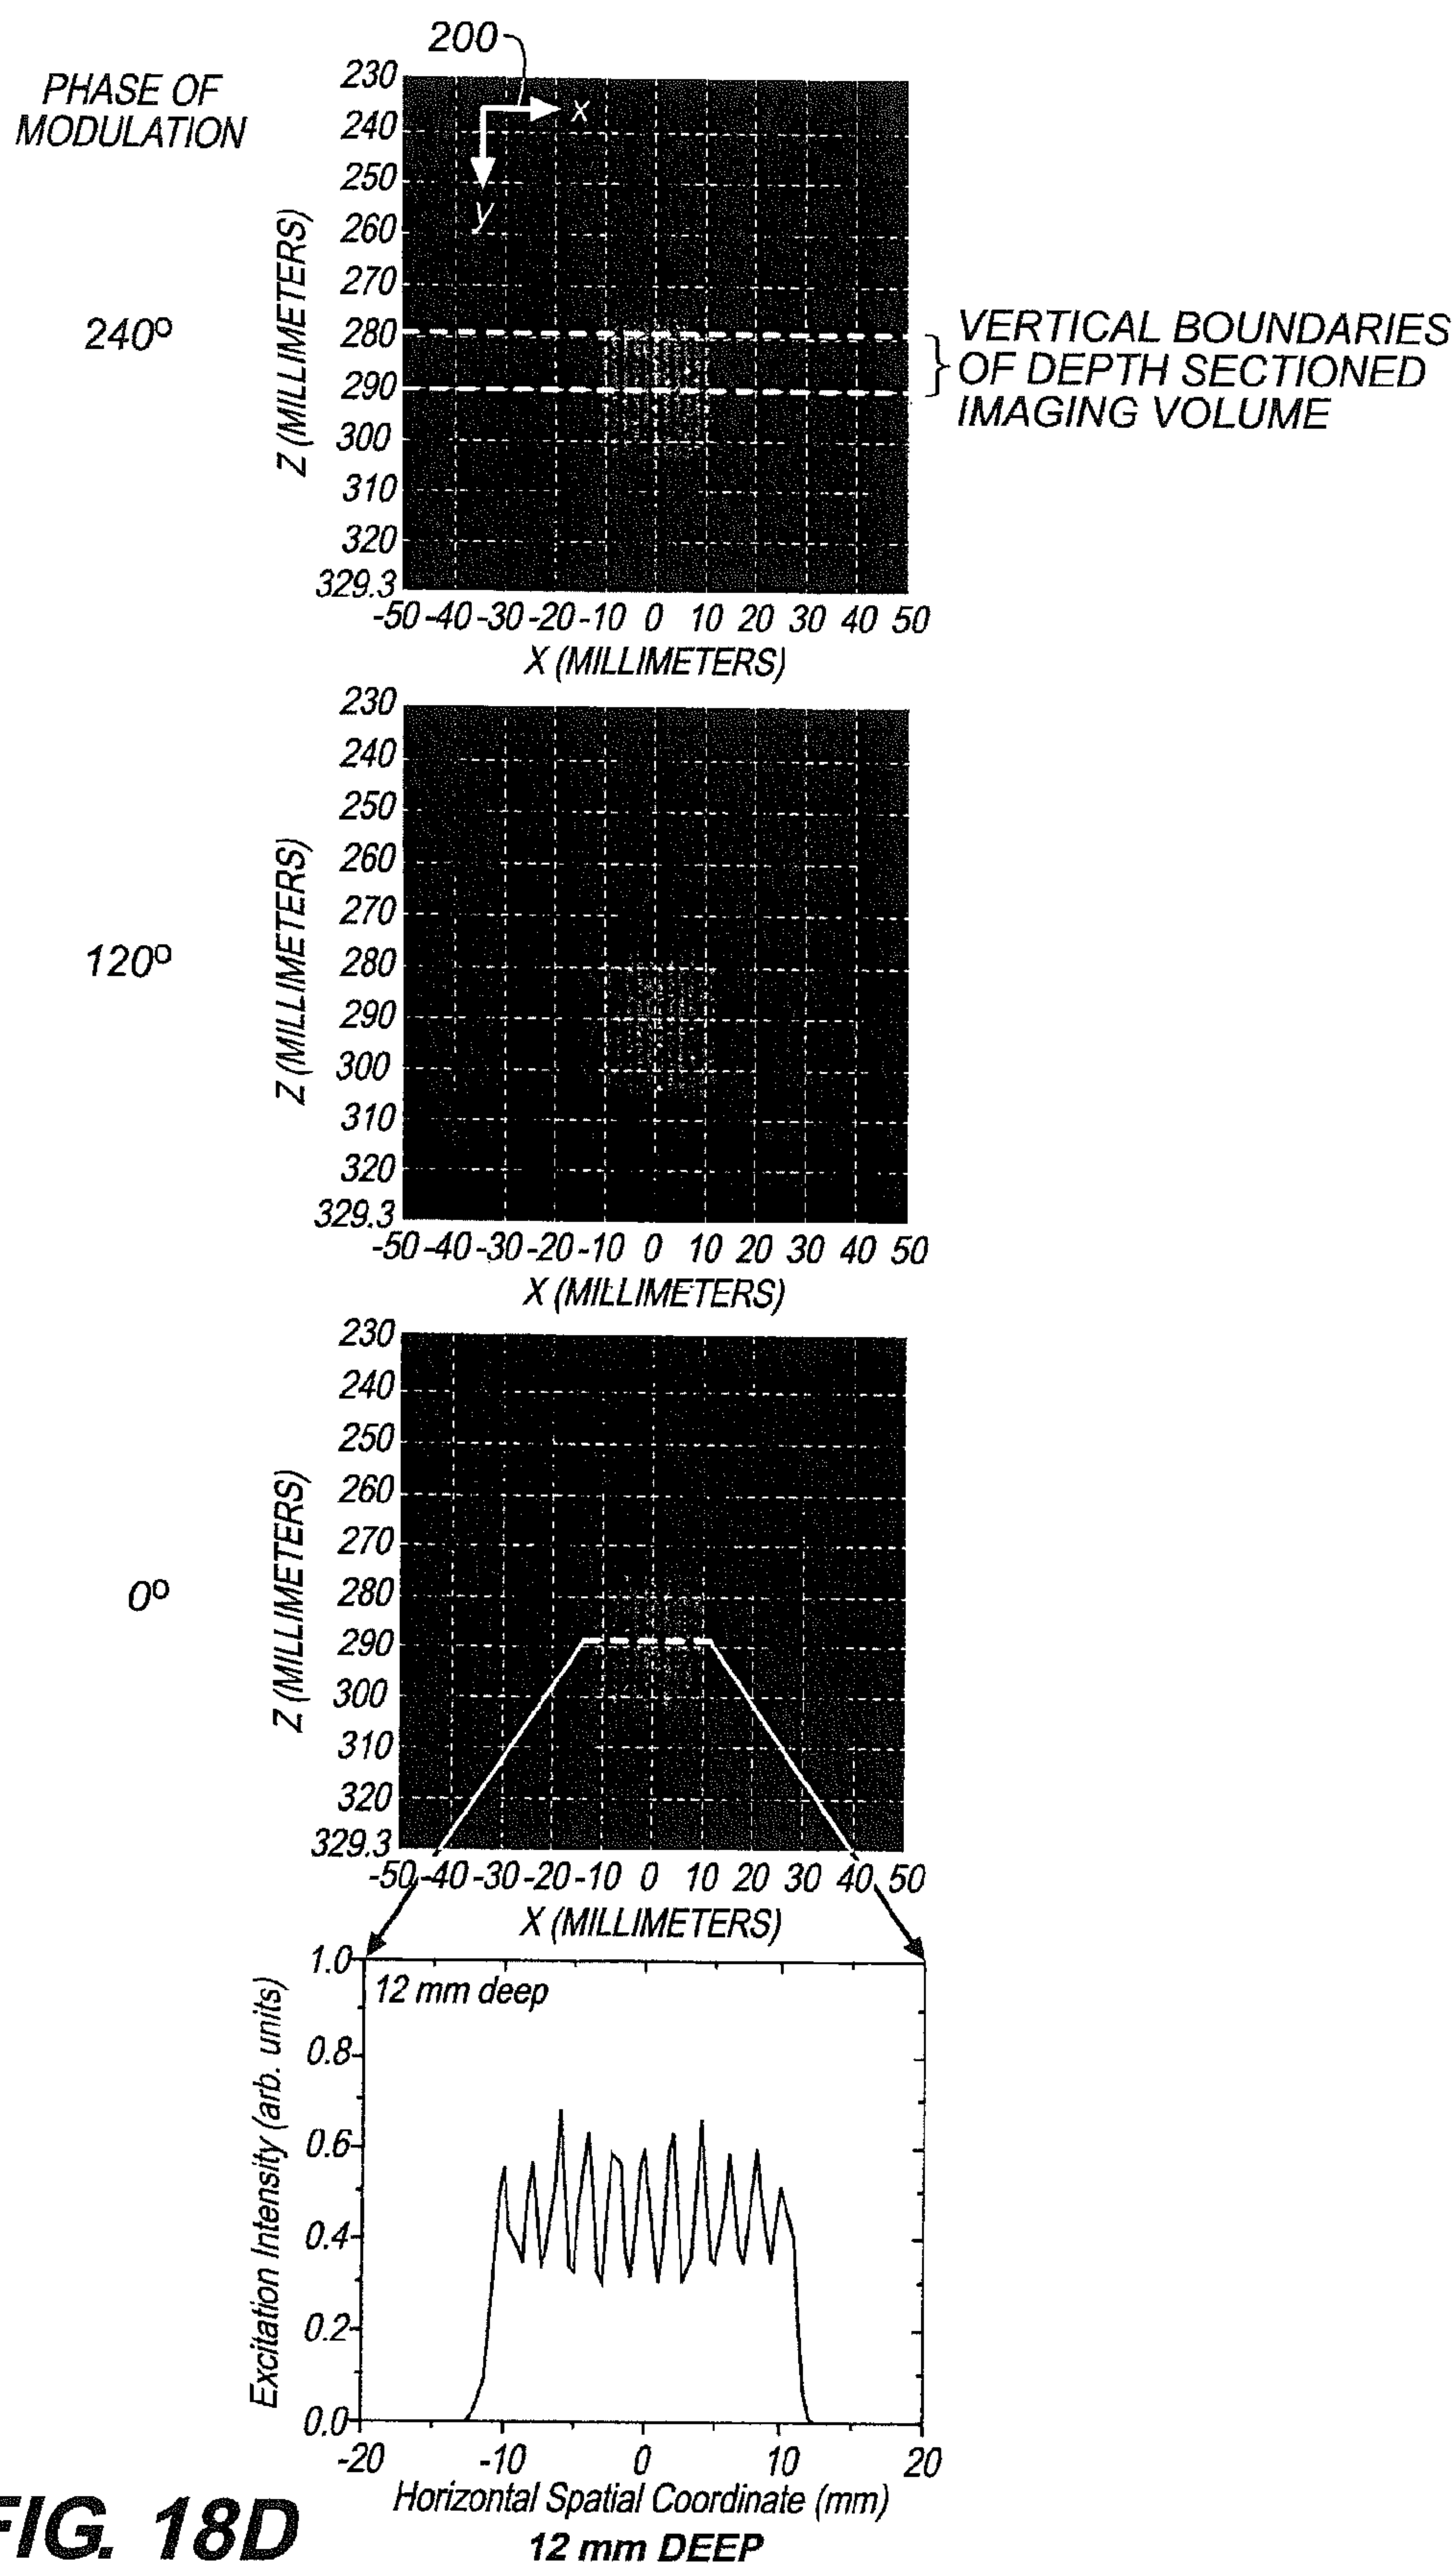 200
PHASE OF
MODULATION
x
y
230
240
250
260
270
280
290
300
310
320
329.3
Z (MILLIMETERS)
240º
VERTICAL BOUNDARIES
OF DEPTH SECTIONED
IMAGING VOLUME
-50 -40 -30 -20 -10 0 10 20 30 40 50
X (MILLIMETERS)
230
240
250
260
270
280
290
300
310
320
329.3
Z (MILLIMETERS)
120º
-50 -40 -30 -20 -10 0 10 20 30 40 50
X (MILLIMETERS)
230
240
250
260
270
280
290
300
310
320
329.3
Z (MILLIMETERS)
0º
-50 -40 -30 -20 -10 0 10 20 30 40 50
X (MILLIMETERS)
1.0
0.8
0.6
0.4
0.2
0.0
Excitation Intensity (arb. units)
12 mm deep
-20 -10 0 10 20
Horizontal Spatial Coordinate (mm)
12 mm DEEP
FIG. 18D